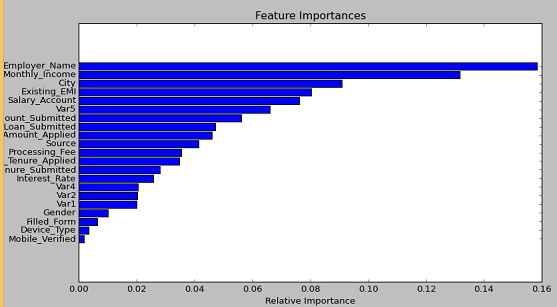 Feature Importances
Employer_Name
Monthly_Income
City
Existing_EMI
Salary_Account
Var5
ount_Submitted
Loan_Submitted
Amount_Applied
Source
Processing_Fee
_Tenure_Applied
nure_Submitted
Interest_Rate
Var4
Var2
Var1
Gender
Filled_Form
Device_Type
Mobile_Verified
0.00 0.02 0.04 0.06 0.08 0.10 0.12 0.14 0.16
Relative Importance